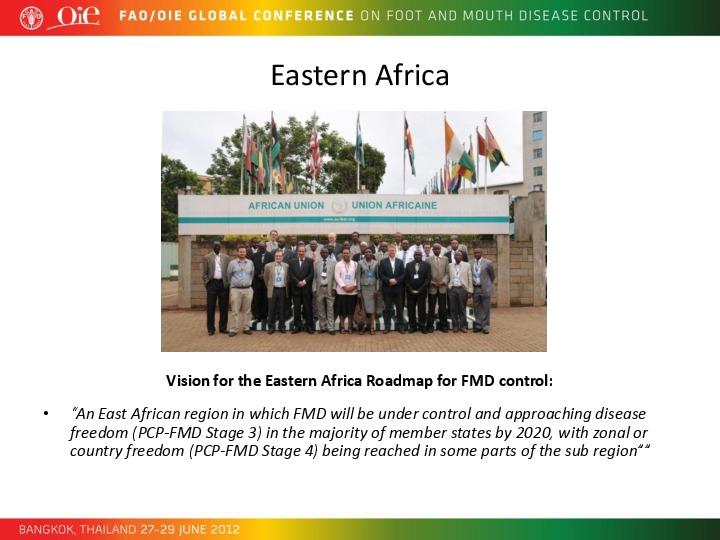 OIE FAO/OIE GLOBAL CONFERENCE ON FOOT AND MOUTH DISEASE CONTROL
Eastern Africa
AFRICAN UNION UNION AFRICAINE
www.au-ibar.org
Vision for the Eastern Africa Roadmap for FMD control:
• “An East African region in which FMD will be under control and approaching disease
freedom (PCP-FMD Stage 3) in the majority of member states by 2020, with zonal or
country freedom (PCP-FMD Stage 4) being reached in some parts of the sub region““
BANGKOK, THAILAND 27-29 JUNE 2012